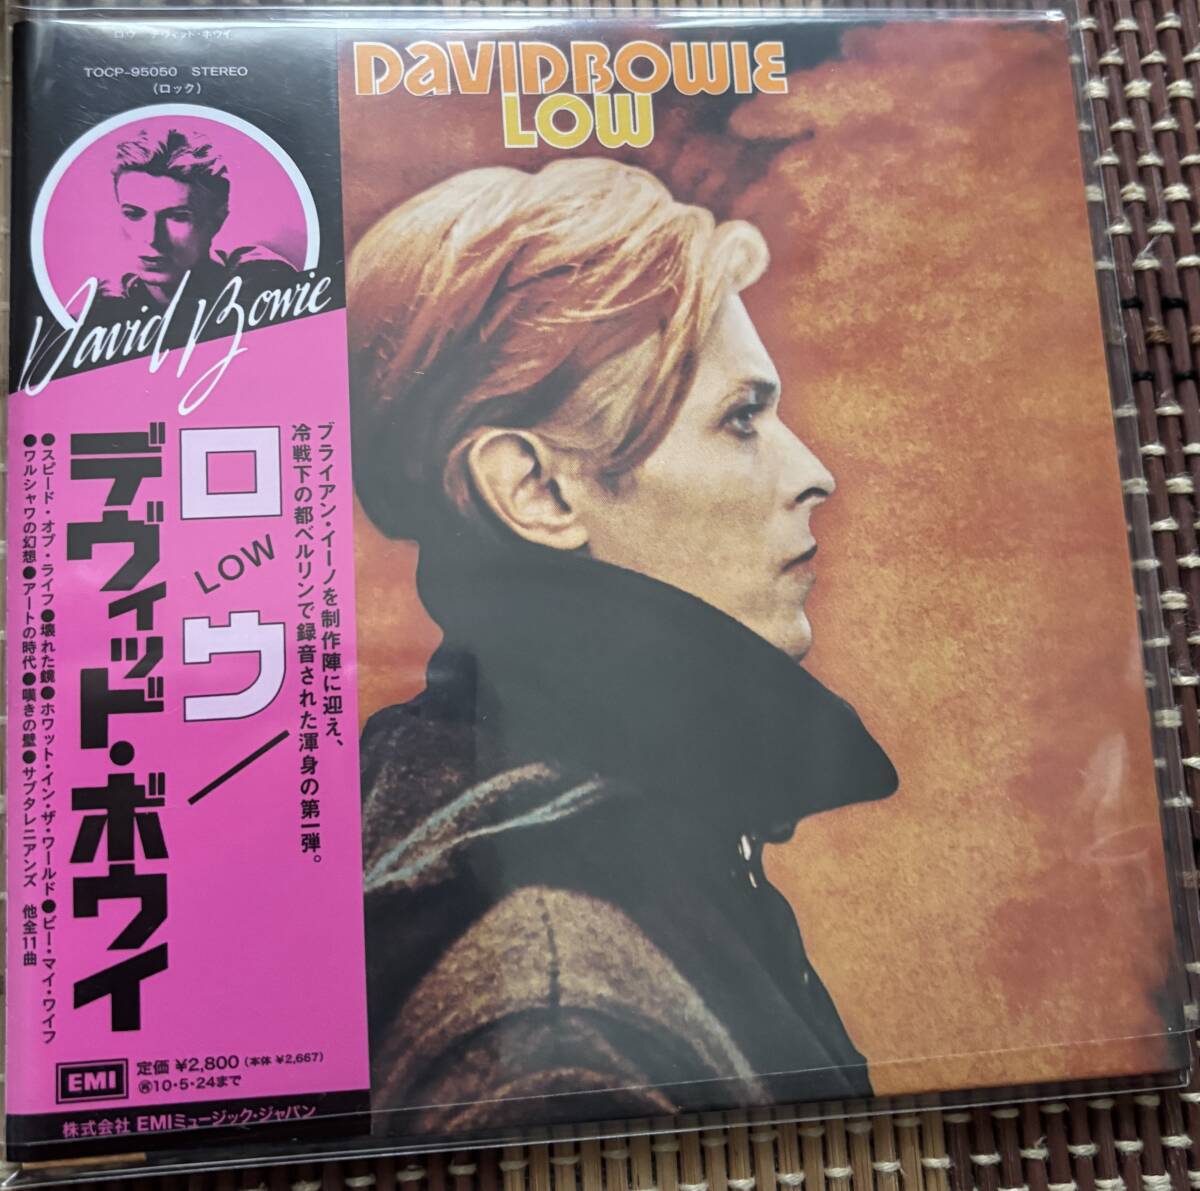 ロウ デヴィッド・ボウイ
TOCP-95050 STEREO
(ロック)
David Bowie
DAVID BOWIE
LOW
ブライアン・イーノを制作陣に迎え、
冷戦下の都ベルリンで録音された渾身の第一弾。
ロウ/
LOW
デヴィッド・ボウイ
●スピード・オブ・ライフ●壊れた鏡●ホワット・イン・ザ・ワールド●ビー・マイ・ワイフ
●ワルシャワの幻想●アートの時代●嘆きの壁●サブタレニアンズ 他全11曲
EMI
定価 ¥2,800 (本体 ¥2,667)
㋿10・5・24まで
株式会社 EMIミュージック・ジャパン